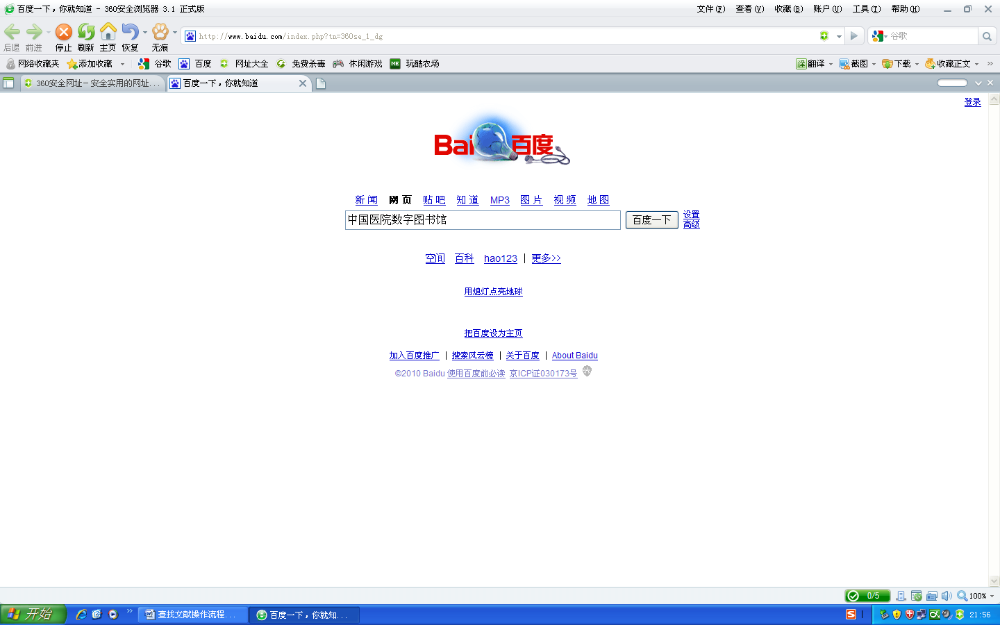 百度一下，你就知道 - 360安全浏览器 3.1 正式版
文件(F) 查看(V) 收藏(B) 账户(U) 工具(T) 帮助(H)
后退 前进 停止 刷新 主页 恢复 无痕
http://www.baidu.com/index.php?tn=360se_1_dg
谷歌
网络收藏夹 添加收藏 谷歌 百度 网址大全 免费杀毒 休闲游戏 玩酷农场
翻译 截图 下载 收藏正文 »
360安全网址－安全实用的网址...
百度一下，你就知道
登录
Bai 百度
新闻 网页 贴吧 知道 MP3 图片 视频 地图
中国医院数字图书馆
百度一下
设置
高级
空间 百科 hao123 | 更多>>
用熄灯点亮地球
把百度设为主页
加入百度推广 | 搜索风云榜 | 关于百度 | About Baidu
©2010 Baidu 使用百度前必读 京ICP证030173号
0/5
100%
开始
»
查找文献操作流程...
百度一下，你就知...
21:56